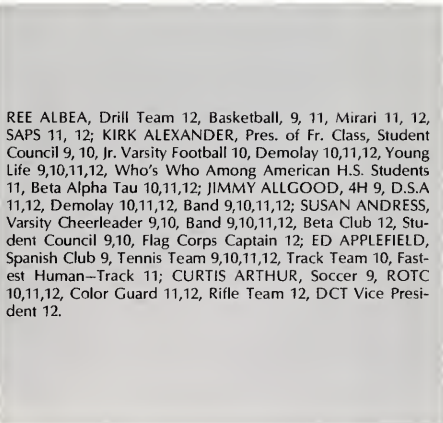 REE ALBEA, Drill Team 12, Basketball, 9, 11, Mirari 11, 12,
SAPS 11, 12; KIRK ALEXANDER, Pres. of Fr. Class, Student
Council 9, 10, Jr. Varsity Football 10, Demolay 10,11,12, Young
Life 9,10,11,12, Who's Who Among American H.S. Students
11, Beta Alpha Tau 10,11,12; JIMMY ALLGOOD, 4H 9, D.S.A
11,12, Demolay 10,11,12, Band 9,10,11,12; SUSAN ANDRESS,
Varsity Cheerleader 9,10, Band 9,10,11,12, Beta Club 12, Stu-
dent Council 9,10, Flag Corps Captain 12; ED APPLEFIELD,
Spanish Club 9, Tennis Team 9,10,11,12, Track Team 10, Fast-
est Human—Track 11; CURTIS ARTHUR, Soccer 9, ROTC
10,11,12, Color Guard 11,12, Rifle Team 12, DCT Vice Presi-
dent 12.